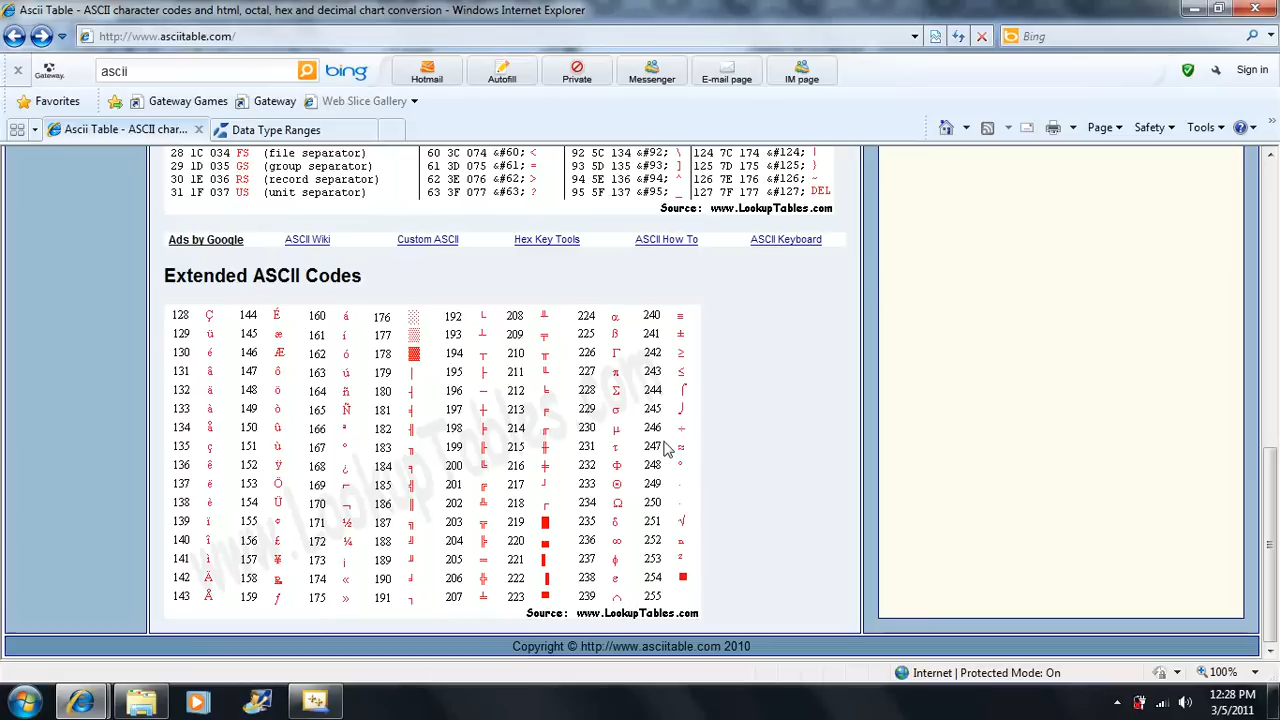 Ascii Table - ASCII character codes and html, octal, hex and decimal chart conversion - Windows Internet Explorer
http://www.asciitable.com/
Bing
Gateway.
ascii
bing
Hotmail
Autofill
Private
Messenger
E-mail page
IM page
Sign in
Favorites
Gateway Games
Gateway
Web Slice Gallery
Ascii Table - ASCII char...
Data Type Ranges
Page
Safety
Tools
28 1C 034 FS (file separator) 60 3C 074 &#60; < 92 5C 134 &#92; \ 124 7C 174 &#124; |
29 1D 035 GS (group separator) 61 3D 075 &#61; = 93 5D 135 &#93; ] 125 7D 175 &#125; }
30 1E 036 RS (record separator) 62 3E 076 &#62; > 94 5E 136 &#94; ^ 126 7E 176 &#126; ~
31 1F 037 US (unit separator) 63 3F 077 &#63; ? 95 5F 137 &#95; _ 127 7F 177 &#127; DEL
Source: www.LookupTables.com
Ads by Google
ASCII Wiki
Custom ASCII
Hex Key Tools
ASCII How To
ASCII Keyboard
Extended ASCII Codes
128 Ç 144 É 160 á 176 ░ 192 └ 208 ╨ 224 α 240 ≡
129 ü 145 æ 161 í 177 ▒ 193 ┴ 209 ╤ 225 ß 241 ±
130 é 146 Æ 162 ó 178 ▓ 194 ┬ 210 ╥ 226 Γ 242 ≥
131 â 147 ô 163 ú 179 │ 195 ├ 211 ╙ 227 π 243 ≤
132 ä 148 ö 164 ñ 180 ┤ 196 ─ 212 ╘ 228 Σ 244 ⌠
133 à 149 ò 165 Ñ 181 ╡ 197 ┼ 213 ╒ 229 σ 245 ⌡
134 å 150 û 166 ª 182 ╢ 198 ╞ 214 ╓ 230 µ 246 ÷
135 ç 151 ù 167 º 183 ╖ 199 ╟ 215 ╫ 231 τ 247 ≈
136 ê 152 ÿ 168 ¿ 184 ╕ 200 ╚ 216 ╪ 232 Φ 248 °
137 ë 153 Ö 169 ⌐ 185 ╣ 201 ╔ 217 ┘ 233 Θ 249 ∙
138 è 154 Ü 170 ¬ 186 ║ 202 ╩ 218 ┌ 234 Ω 250 ·
139 ï 155 ¢ 171 ½ 187 ╗ 203 ╦ 219 █ 235 δ 251 √
140 î 156 £ 172 ¼ 188 ╝ 204 ╠ 220 ▄ 236 ∞ 252 ⁿ
141 ì 157 ¥ 173 ¡ 189 ╜ 205 ═ 221 ▌ 237 φ 253 ²
142 Ä 158 ₧ 174 « 190 ╛ 206 ╬ 222 ▐ 238 ε 254 ■
143 Å 159 ƒ 175 » 191 ┐ 207 ╧ 223 ▀ 239 ∩ 255
www.LookupTables.com
Source: www.LookupTables.com
Copyright © http://www.asciitable.com 2010
Internet | Protected Mode: On
100%
12:28 PM
3/5/2011